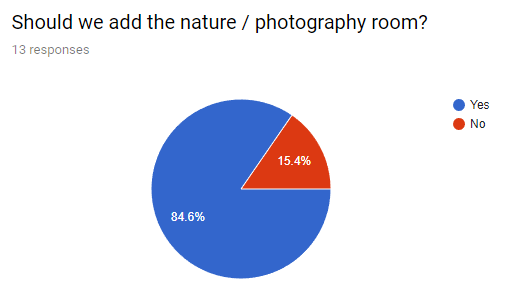 Should we add the nature / photography room?
13 responses
Yes
No
15.4%
84.6%